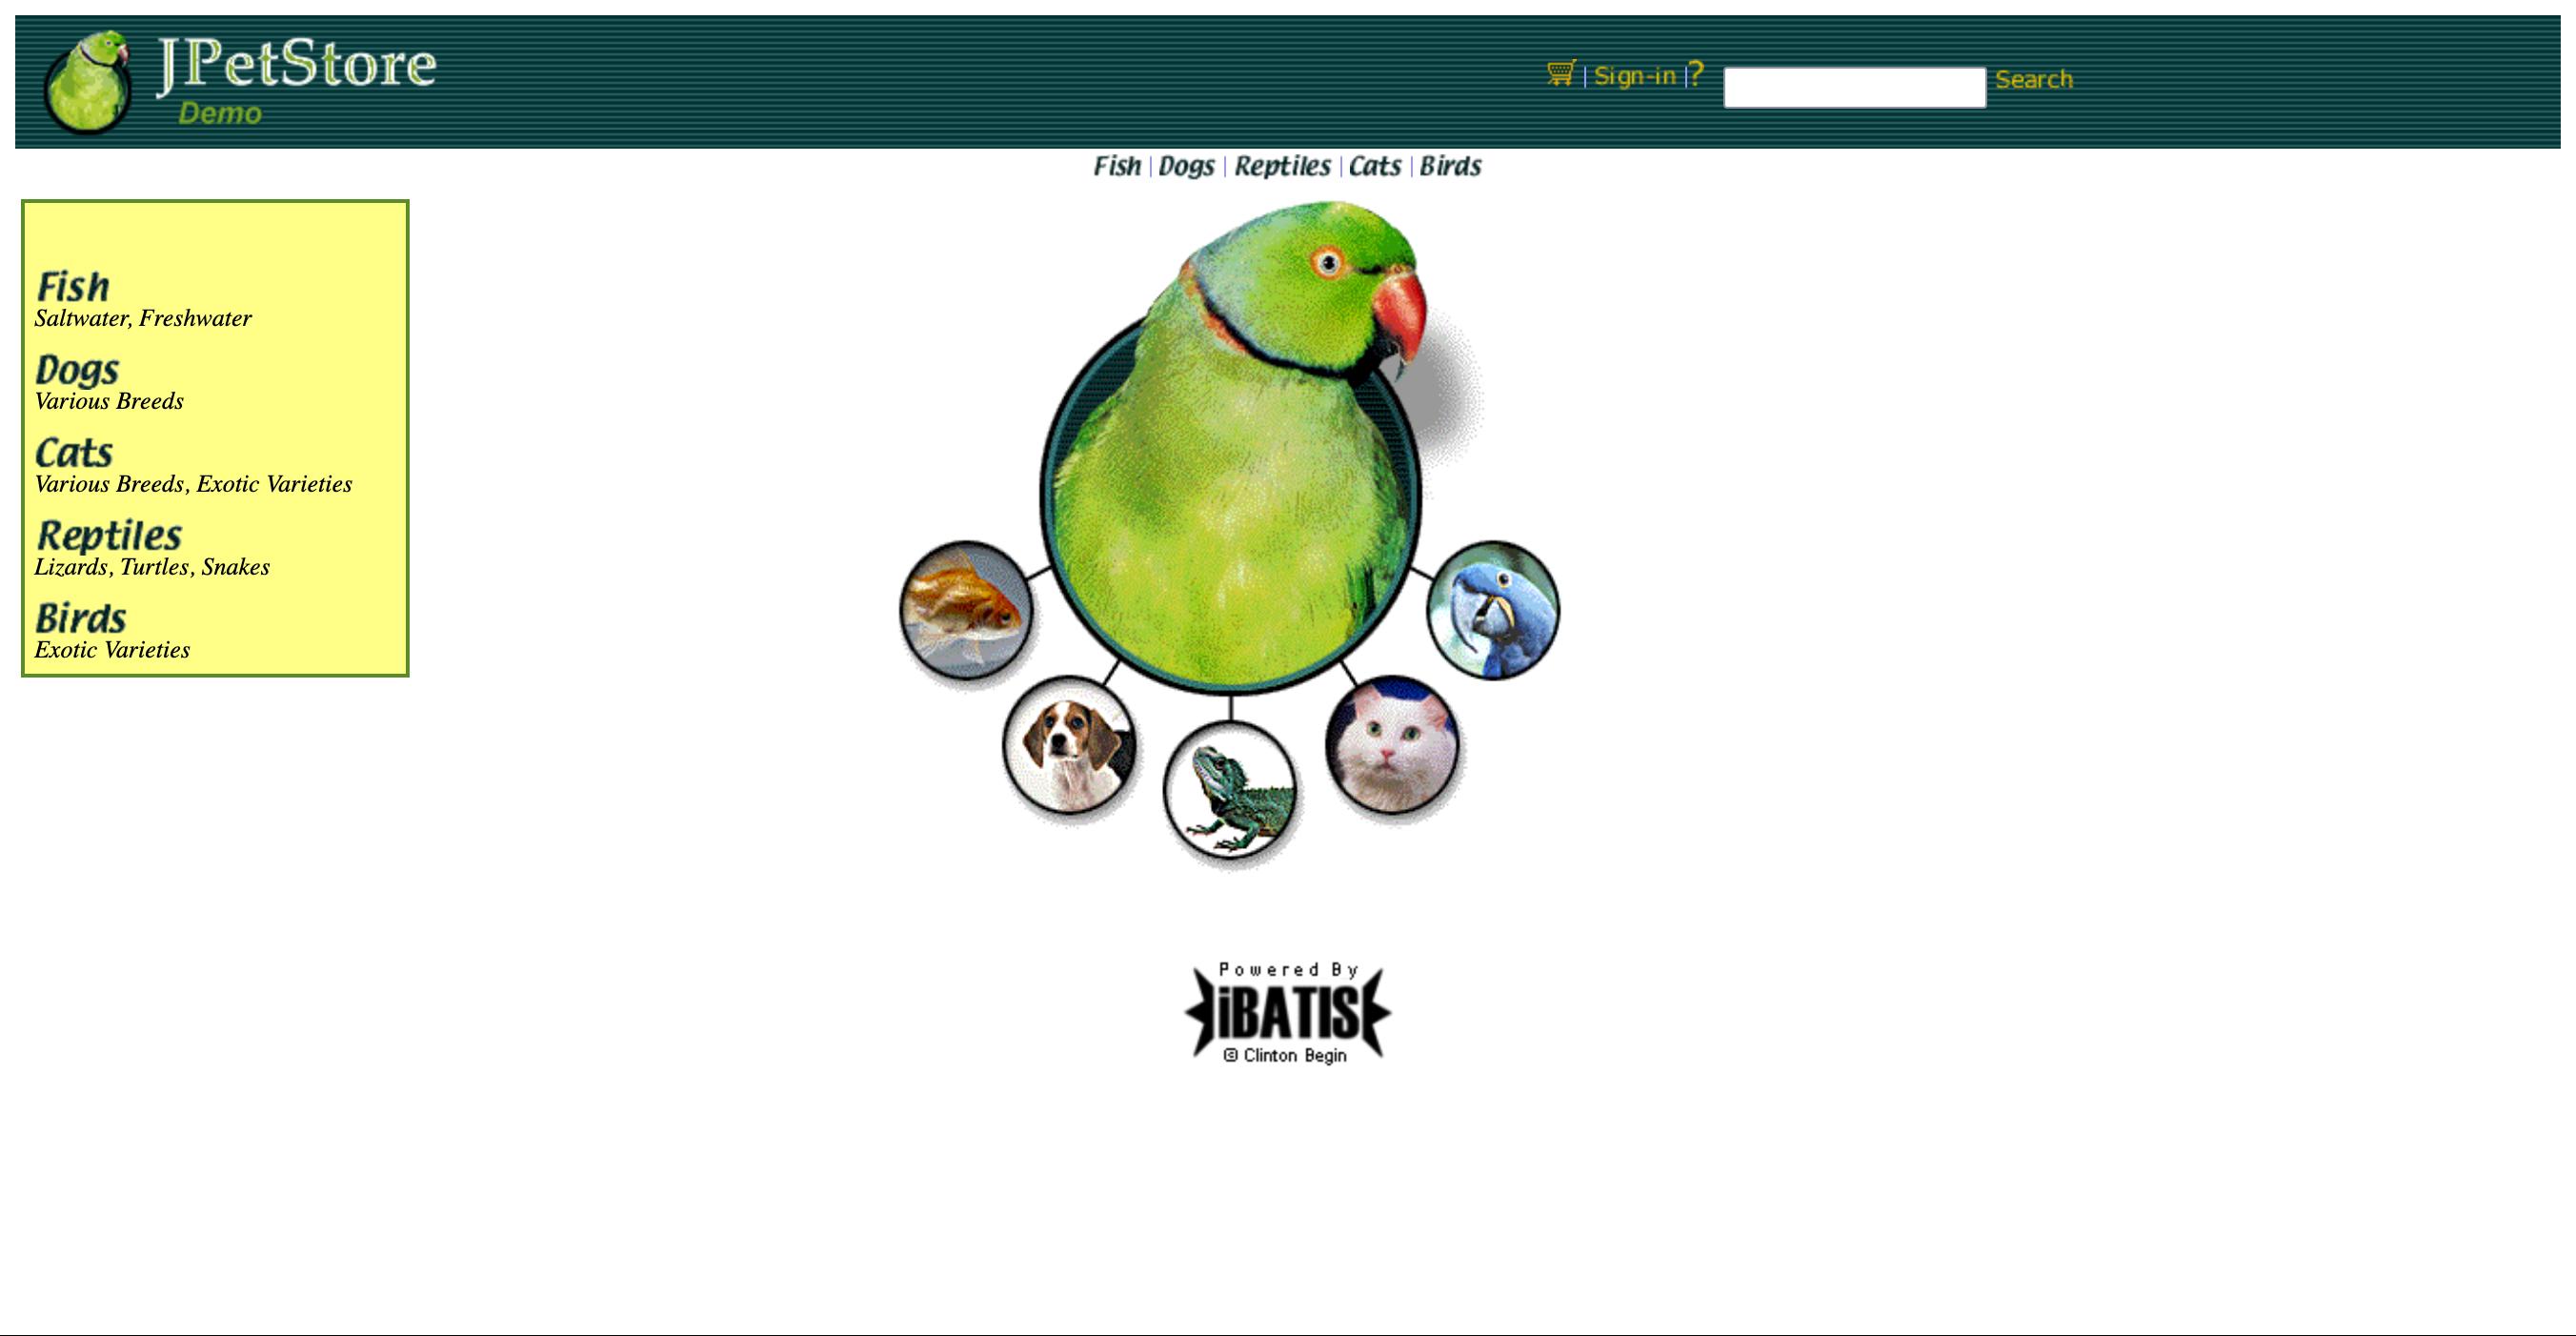 JPetStore
Demo
| Sign-in | ? Search
Fish | Dogs | Reptiles | Cats | Birds
Fish
Saltwater, Freshwater
Dogs
Various Breeds
Cats
Various Breeds, Exotic Varieties
Reptiles
Lizards, Turtles, Snakes
Birds
Exotic Varieties
Powered By
iBATIS
© Clinton Begin